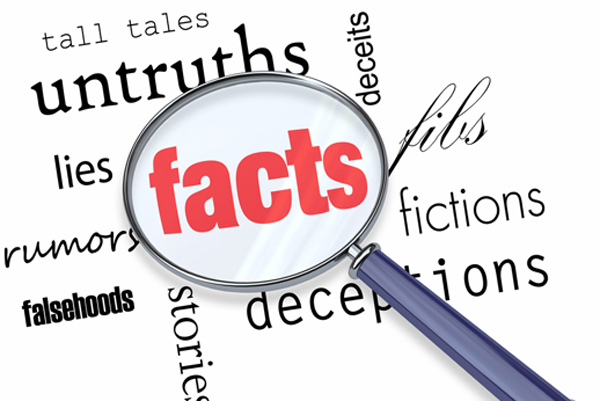 tall tales
untruths
deceits
fibs
lies
facts
fictions
rumors
deceptions
falsehoods
stories